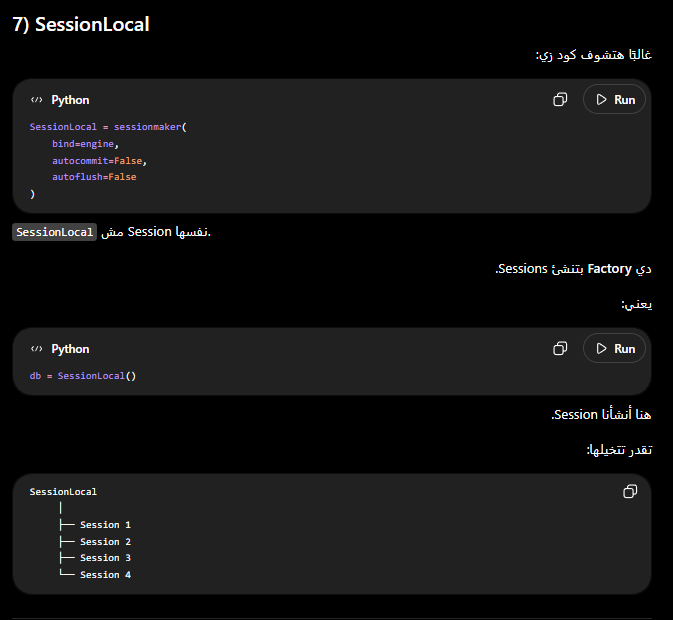 7) SessionLocal
غالبًا هتشوف كود زي:
Python
Run
SessionLocal = sessionmaker(
    bind=engine,
    autocommit=False,
    autoflush=False
)
SessionLocal مش Session نفسها.
دي Factory بتنشئ Sessions.
يعني:
Python
Run
db = SessionLocal()
هنا أنشأنا Session.
تقدر تتخيلها:
SessionLocal
     │
     ├── Session 1
     ├── Session 2
     ├── Session 3
     └── Session 4